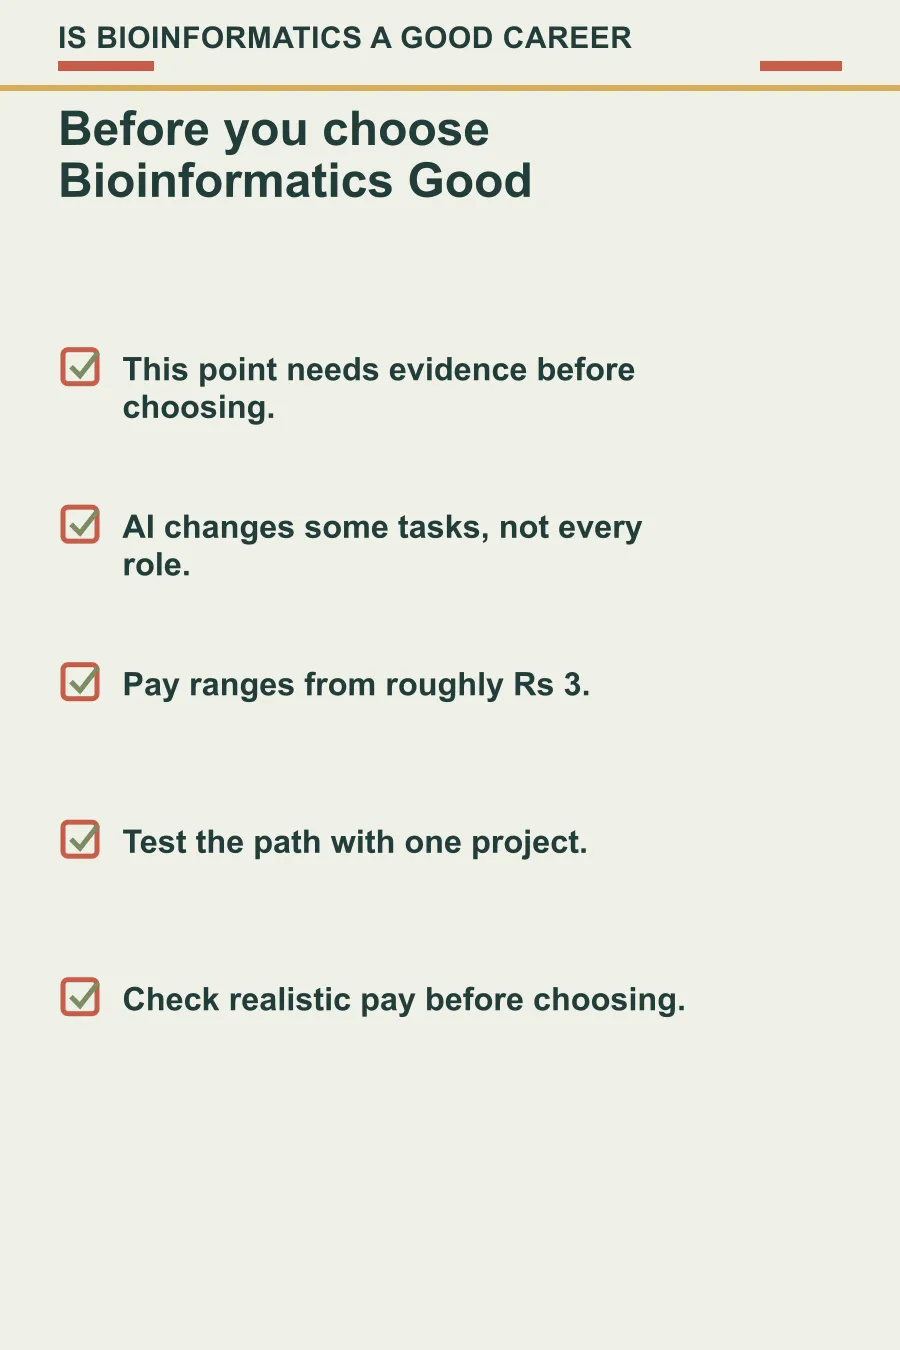 IS BIOINFORMATICS A GOOD CAREER
Before you choose
Bioinformatics Good
This point needs evidence before
choosing.
AI changes some tasks, not every
role.
Pay ranges from roughly Rs 3.
Test the path with one project.
Check realistic pay before choosing.